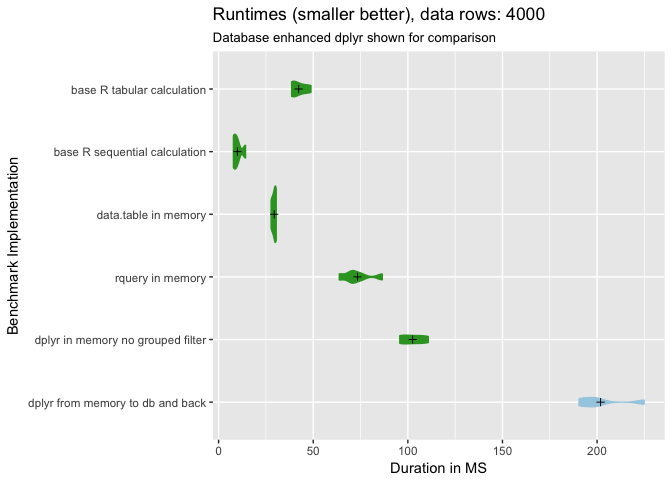 Runtimes (smaller better), data rows: 4000
Database enhanced dplyr shown for comparison
Benchmark Implementation
base R tabular calculation
base R sequential calculation
data.table in memory
rquery in memory
dplyr in memory no grouped filter
dplyr from memory to db and back
0 50 100 150 200
Duration in MS